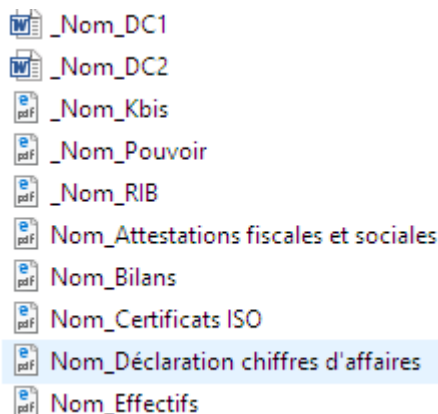 _Nom_DC1
_Nom_DC2
_Nom_Kbis
_Nom_Pouvoir
_Nom_RIB
Nom_Attestations fiscales et sociales
Nom_Bilans
Nom_Certificats ISO
Nom_Déclaration chiffres d'affaires
Nom_Effectifs